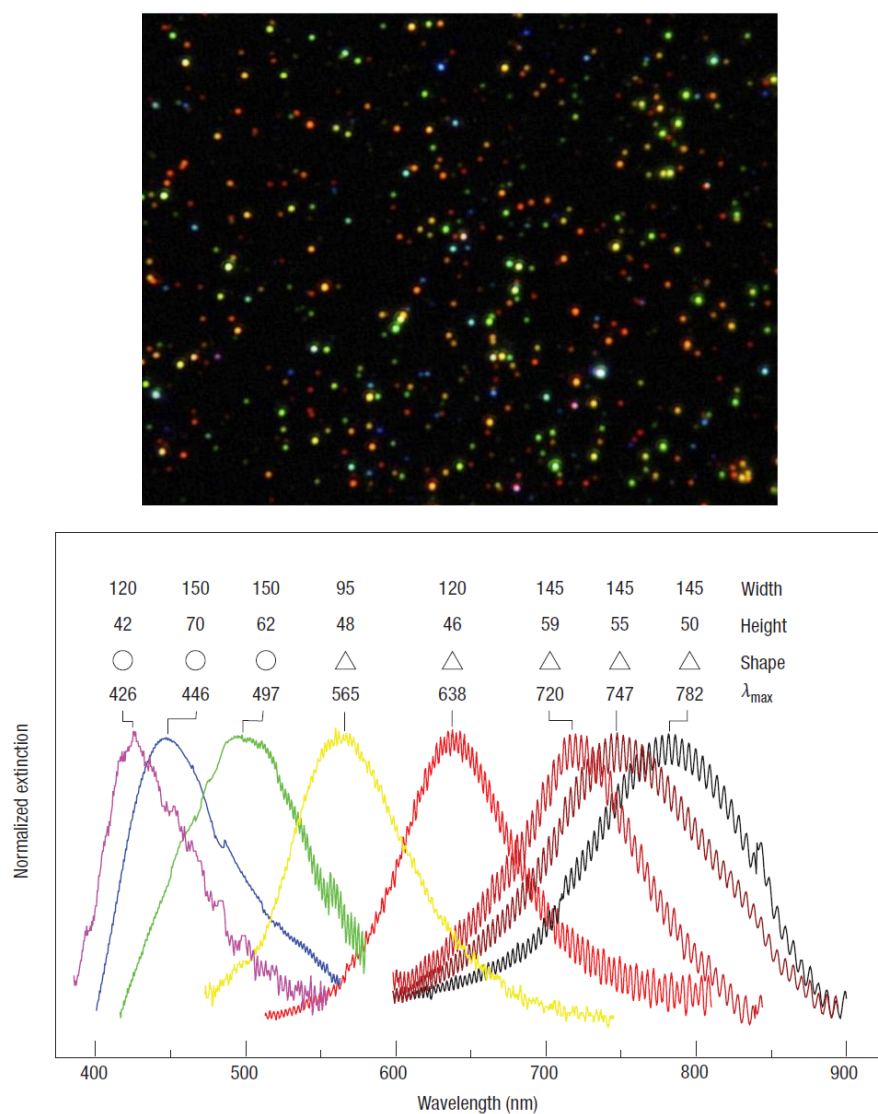 120 150 150 95 120 145 145 145 Width
42 70 62 48 46 59 55 50 Height
Shape
426 446 497 565 638 720 747 782 λmax
Normalized extinction
400 500 600 700 800 900
Wavelength (nm)